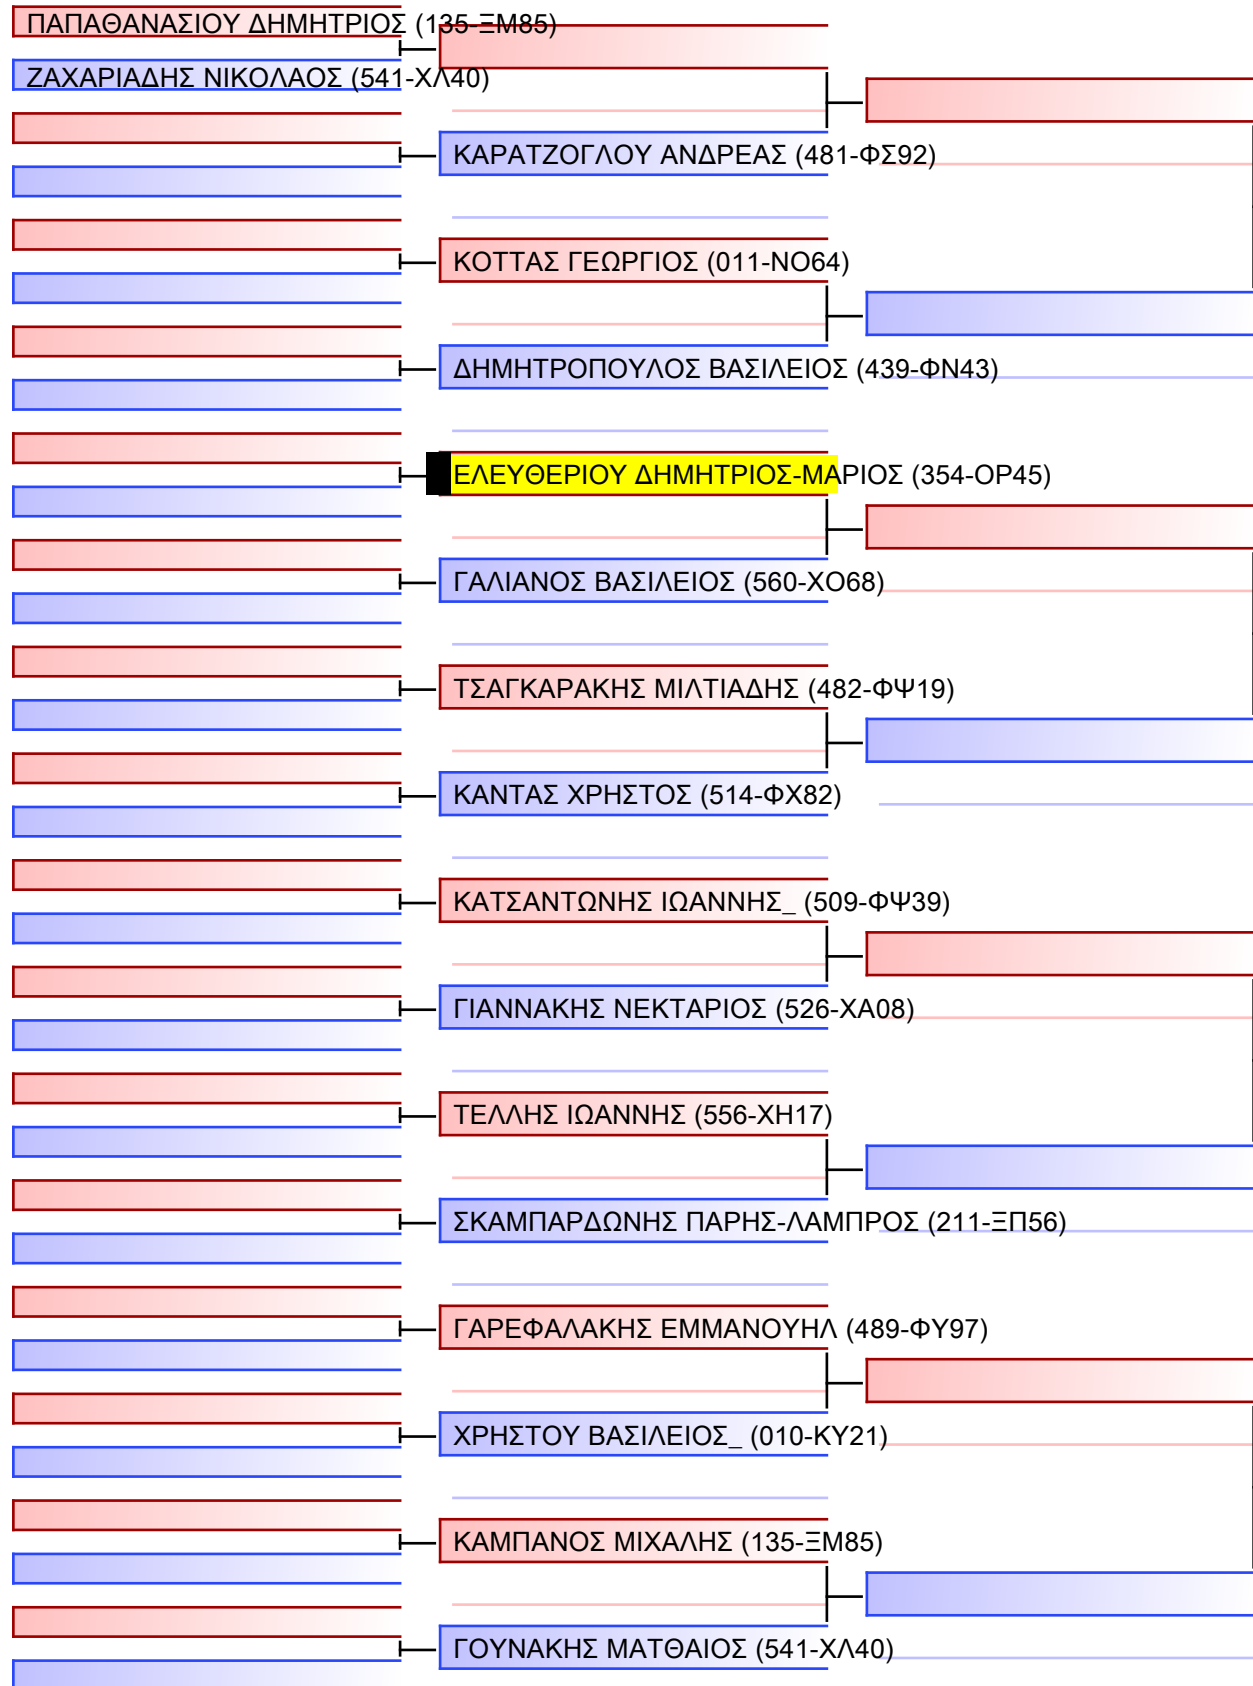 ΠΑΠΑΘΑΝΑΣΙΟΥ ΔΗΜΗΤΡΙΟΣ (135-ΞΜ85)
ΖΑΧΑΡΙΑΔΗΣ ΝΙΚΟΛΑΟΣ (541-ΧΛ40)
ΚΑΡΑΤΖΟΓΛΟΥ ΑΝΔΡΕΑΣ (481-ΦΣ92)
ΚΟΤΤΑΣ ΓΕΩΡΓΙΟΣ (011-ΝΟ64)
ΔΗΜΗΤΡΟΠΟΥΛΟΣ ΒΑΣΙΛΕΙΟΣ (439-ΦΝ43)
ΕΛΕΥΘΕΡΙΟΥ ΔΗΜΗΤΡΙΟΣ-ΜΑΡΙΟΣ (354-ΟΡ45)
ΓΑΛΙΑΝΟΣ ΒΑΣΙΛΕΙΟΣ (560-ΧΟ68)
ΤΣΑΓΚΑΡΑΚΗΣ ΜΙΛΤΙΑΔΗΣ (482-ΦΨ19)
ΚΑΝΤΑΣ ΧΡΗΣΤΟΣ (514-ΦΧ82)
ΚΑΤΣΑΝΤΩΝΗΣ ΙΩΑΝΝΗΣ_ (509-ΦΨ39)
ΓΙΑΝΝΑΚΗΣ ΝΕΚΤΑΡΙΟΣ (526-ΧΑ08)
ΤΕΛΛΗΣ ΙΩΑΝΝΗΣ (556-ΧΗ17)
ΣΚΑΜΠΑΡΔΩΝΗΣ ΠΑΡΗΣ-ΛΑΜΠΡΟΣ (211-ΞΠ56)
ΓΑΡΕΦΑΛΑΚΗΣ ΕΜΜΑΝΟΥΗΛ (489-ΦΥ97)
ΧΡΗΣΤΟΥ ΒΑΣΙΛΕΙΟΣ_ (010-ΚΥ21)
ΚΑΜΠΑΝΟΣ ΜΙΧΑΛΗΣ (135-ΞΜ85)
ΓΟΥΝΑΚΗΣ ΜΑΤΘΑΙΟΣ (541-ΧΛ40)